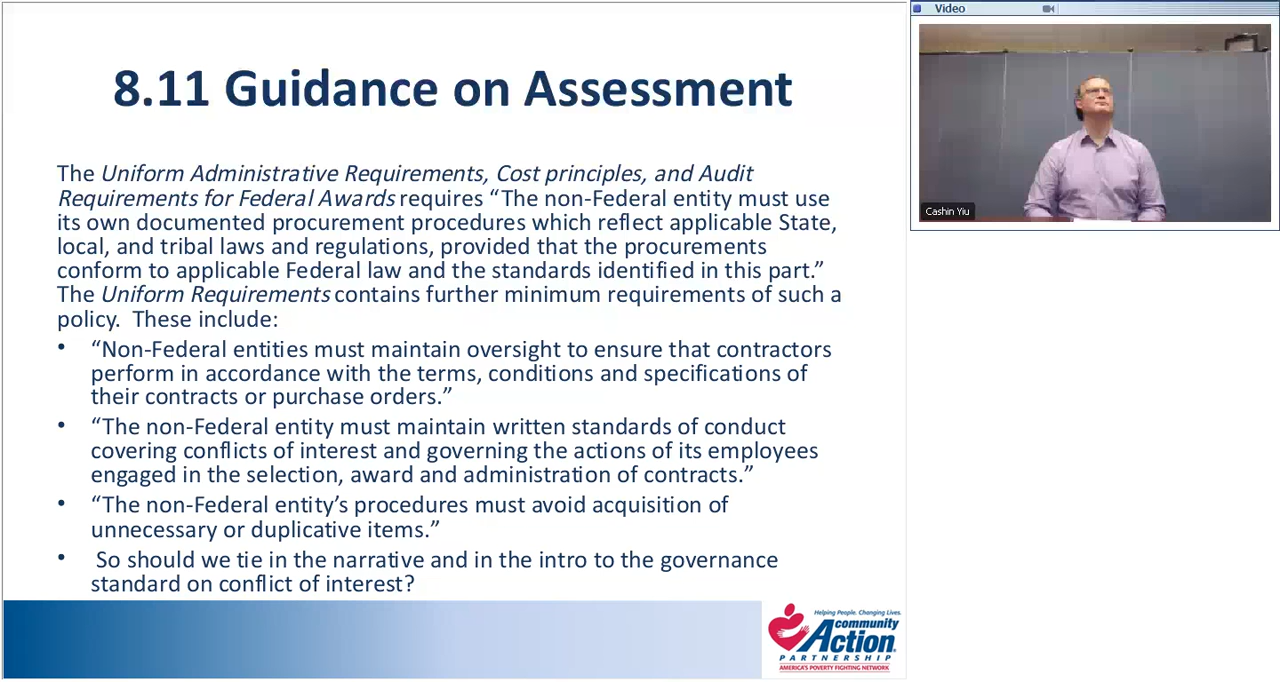 Video
8.11 Guidance on Assessment
The Uniform Administrative Requirements, Cost principles, and Audit
Requirements for Federal Awards requires “The non-Federal entity must use
its own documented procurement procedures which reflect applicable State,
local, and tribal laws and regulations, provided that the procurements
conform to applicable Federal law and the standards identified in this part.”
The Uniform Requirements contains further minimum requirements of such a
policy.  These include:
• “Non-Federal entities must maintain oversight to ensure that contractors
perform in accordance with the terms, conditions and specifications of
their contracts or purchase orders.”
• “The non-Federal entity must maintain written standards of conduct
covering conflicts of interest and governing the actions of its employees
engaged in the selection, award and administration of contracts.”
• “The non-Federal entity’s procedures must avoid acquisition of
unnecessary or duplicative items.”
• So should we tie in the narrative and in the intro to the governance
standard on conflict of interest?
Cashin Yiu
Helping People. Changing Lives.
community
Action
PARTNERSHIP
AMERICA'S POVERTY FIGHTING NETWORK